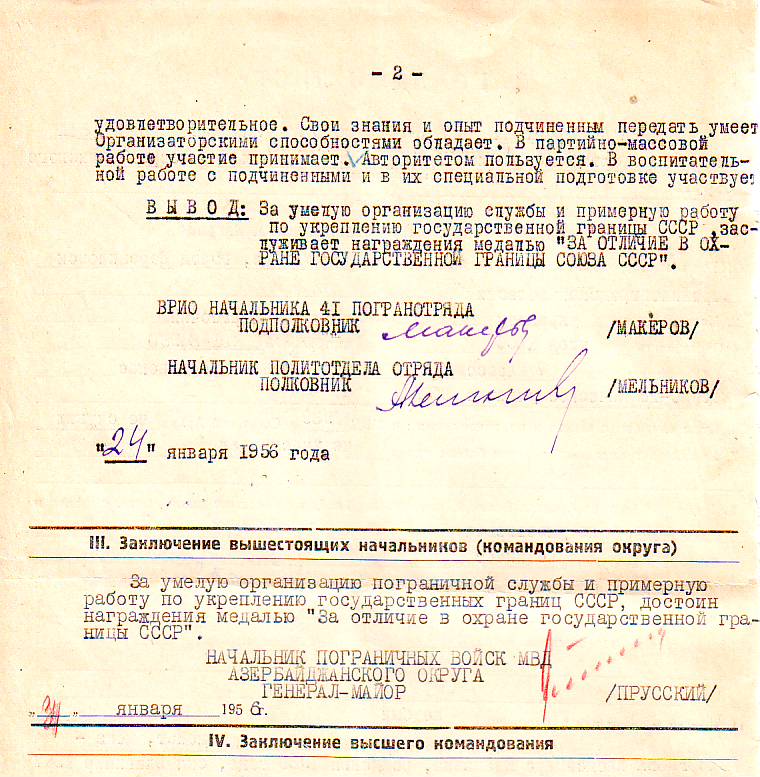 - 2 -
удовлетворительное. Свои знания и опыт подчиненным передать умеет
Организаторскими способностями обладает. В партийно-массовой
работе участие принимает. Авторитетом пользуется. В воспитатель-
ной работе с подчиненными и в их специальной подготовке участвует
ВЫВОД: За умелую организацию службы и примерную работу
по укреплению государственной границы СССР ,зас-
луживает награждения медалью "ЗА ОТЛИЧИЕ В ОХ-
РАНЕ ГОСУДАРСТВЕННОЙ ГРАНИЦЫ СОЮЗА СССР".
ВРИО НАЧАЛЬНИКА 41 ПОГРАНОТРЯДА
ПОДПОЛКОВНИК Макеров /МАКЕРОВ/
НАЧАЛЬНИК ПОЛИТОТДЕЛА ОТРЯДА
ПОЛКОВНИК Мельников /МЕЛЬНИКОВ/
"24" января 1956 года
III. Заключение вышестоящих начальников (командования округа)
За умелую организацию пограничной службы и примерную
работу по укреплению государственных границ СССР, достоин
награждения медалью "За отличие в охране государственной гра-
ницы СССР".
НАЧАЛЬНИК ПОГРАНИЧНЫХ ВОЙСК МВД
АЗЕРБАЙДЖАНСКОГО ОКРУГА
ГЕНЕРАЛ-МАЙОР /ПРУССКИЙ/
" " января 1956г.
IV. Заключение высшего командования